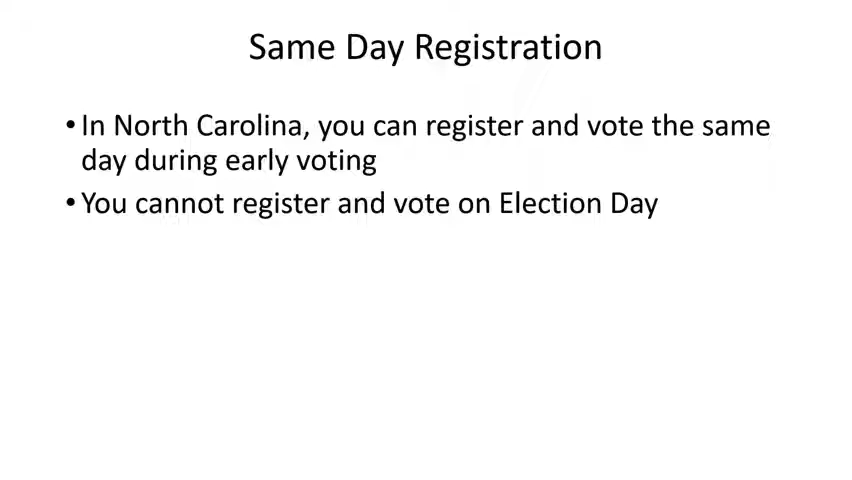 Same Day Registration
• In North Carolina, you can register and vote the same
day during early voting
• You cannot register and vote on Election Day